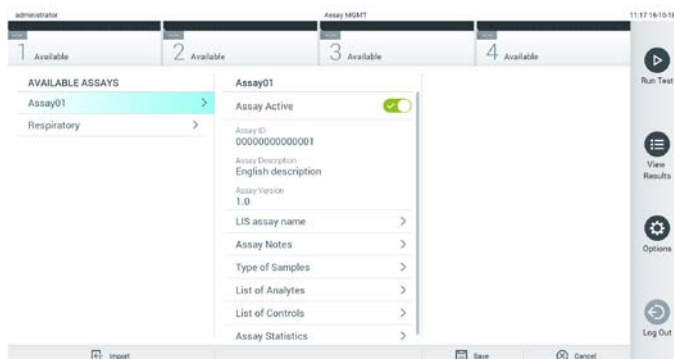 administrator Assay MGMT 11:17 16-10-18
1 Available 2 Available 3 Available 4 Available
AVAILABLE ASSAYS
Assay01
Respiratory
Assay01
Assay Active
Assay ID
00000000000001
Assay Description
English description
Assay Version
1.0
LIS assay name
Assay Notes
Type of Samples
List of Analytes
List of Controls
Assay Statistics
Run Test
View
Results
Options
Log Out
Import Save Cancel